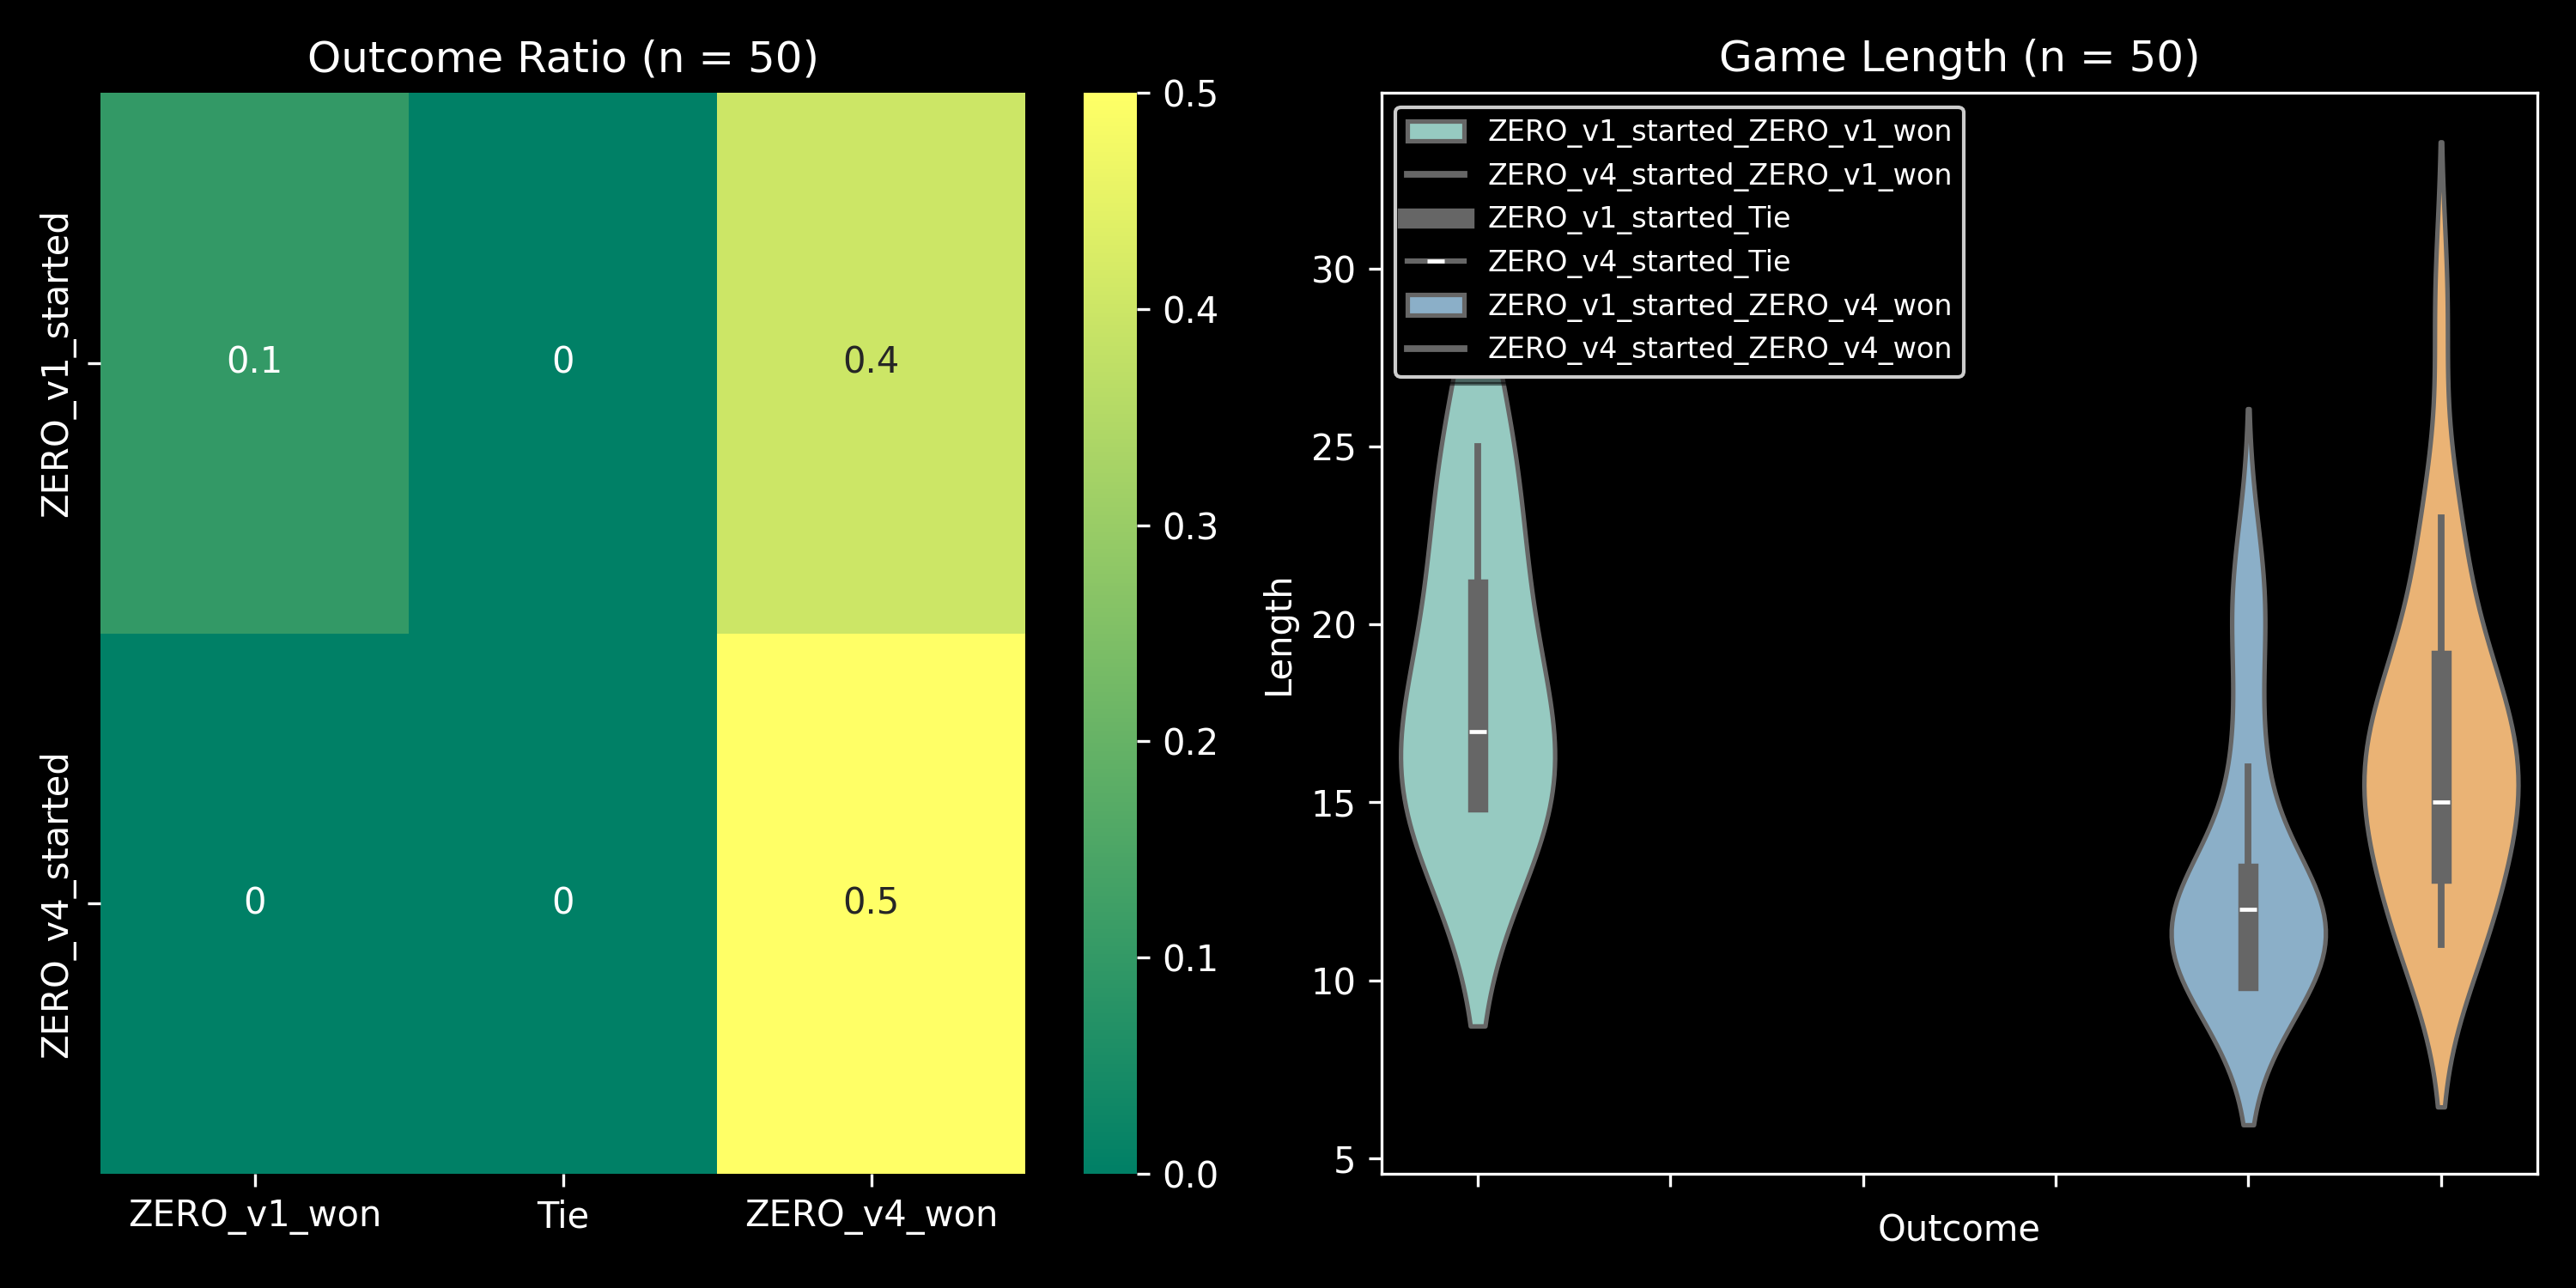 Outcome Ratio (n = 50)
ZERO_v1_started
ZERO_v4_started
0.1
0
0.4
0
0
0.5
ZERO_v1_won
Tie
ZERO_v4_won
0.5
0.4
0.3
0.2
0.1
0.0
Game Length (n = 50)
ZERO_v1_started_ZERO_v1_won
ZERO_v4_started_ZERO_v1_won
ZERO_v1_started_Tie
ZERO_v4_started_Tie
ZERO_v1_started_ZERO_v4_won
ZERO_v4_started_ZERO_v4_won
Length
30
25
20
15
10
5
Outcome